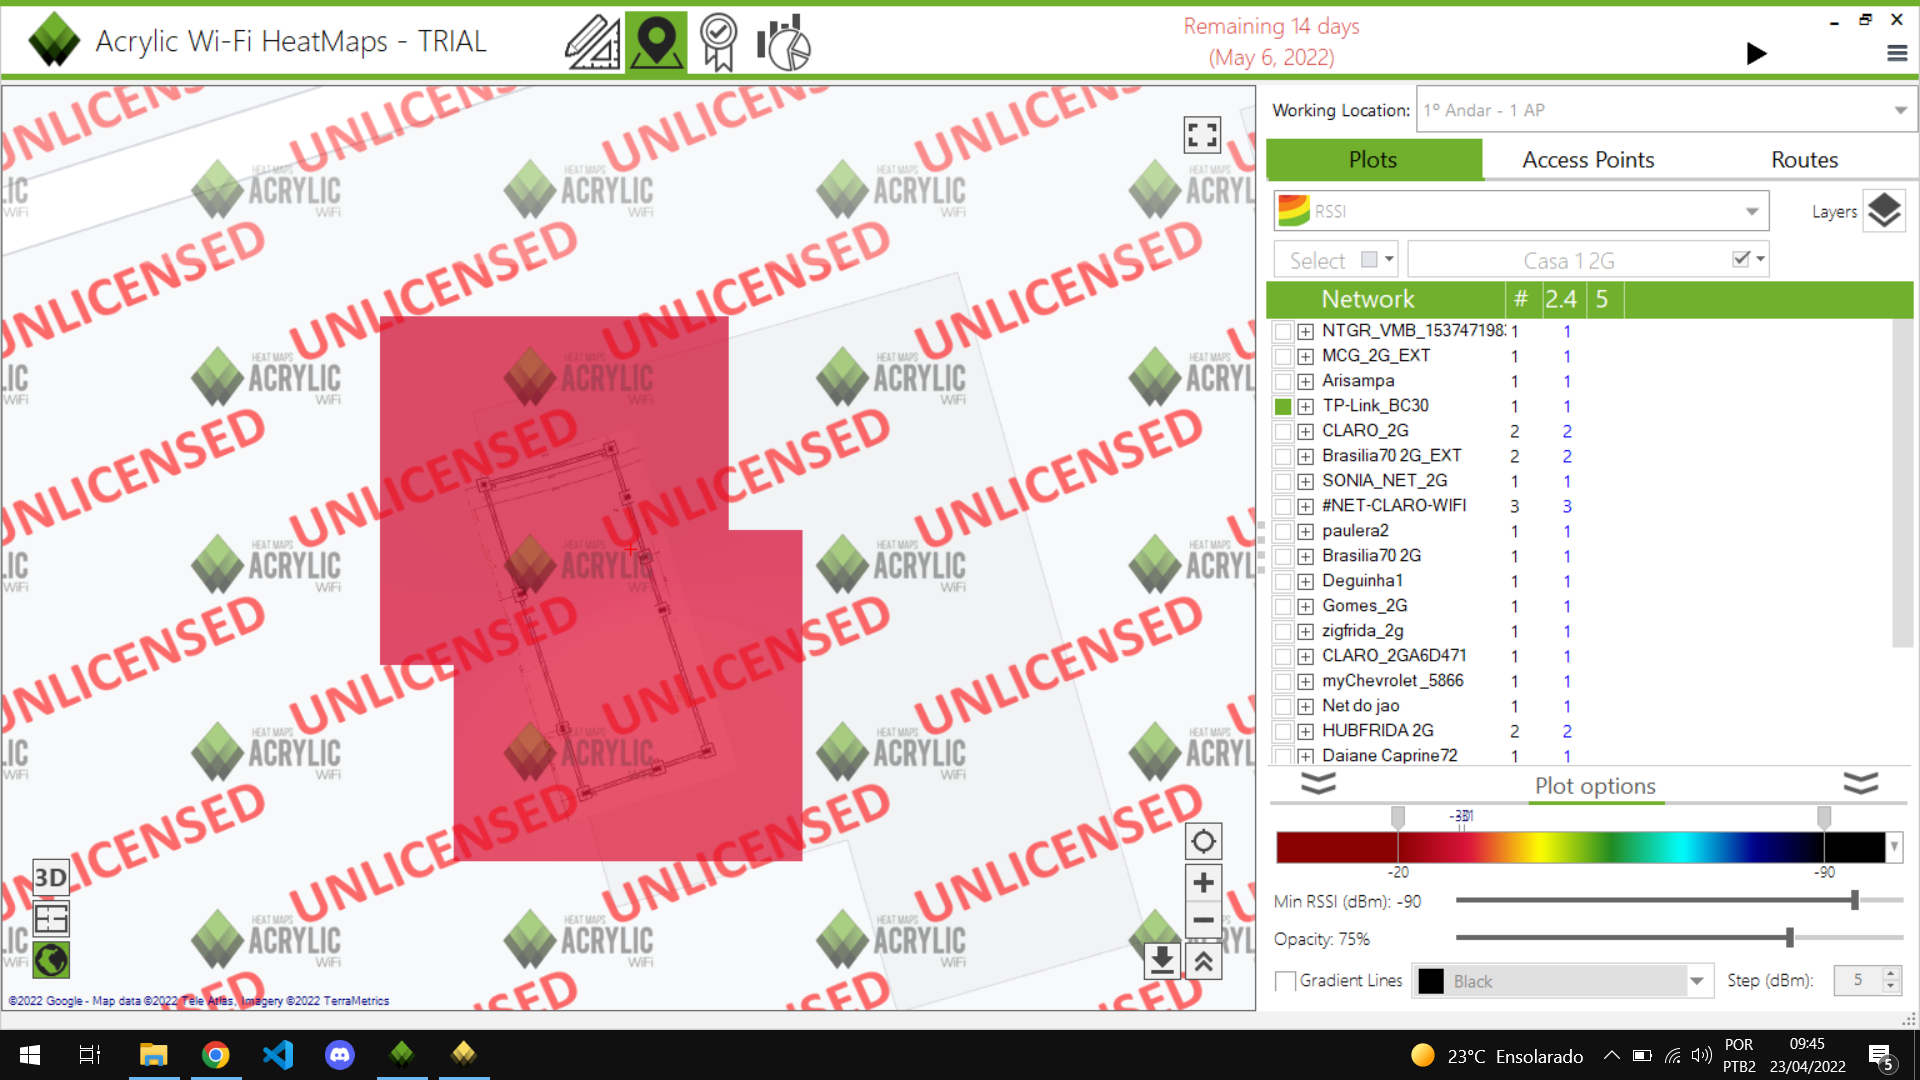 Acrylic Wi-Fi HeatMaps - TRIAL
Remaining 14 days
(May 6, 2022)
Working Location:
1º Andar - 1 AP
Plots
Access Points
Routes
RSSI
Layers
Select
Casa 1 2G
Network # 2.4 5
NTGR_VMB_153747198 1 1
MCG_2G_EXT 1 1
Arisampa 1 1
TP-Link_BC30 1 1
CLARO_2G 2 2
Brasilia70 2G_EXT 2 2
SONIA_NET_2G 1 1
#NET-CLARO-WIFI 3 3
paulera2 1 1
Brasilia70 2G 1 1
Deguinha1 1 1
Gomes_2G 1 1
zigfrida_2g 1 1
CLARO_2GA6D471 1 1
myChevrolet_5866 1 1
Net do jao 1 1
HUBFRIDA 2G 2 2
Daiane Caprine72 1 1
Plot options
-20
-90
Min RSSI (dBm): -90
Opacity: 75%
Gradient Lines
Black
Step (dBm):
5
UNLICENSED
HEAT MAPS
ACRYLIC
WiFi
3D
©2022 Google - Map data ©2022 Tele Atlas, Imagery ©2022 TerraMetrics
23°C Ensolarado
POR
PTB2
09:45
23/04/2022
5